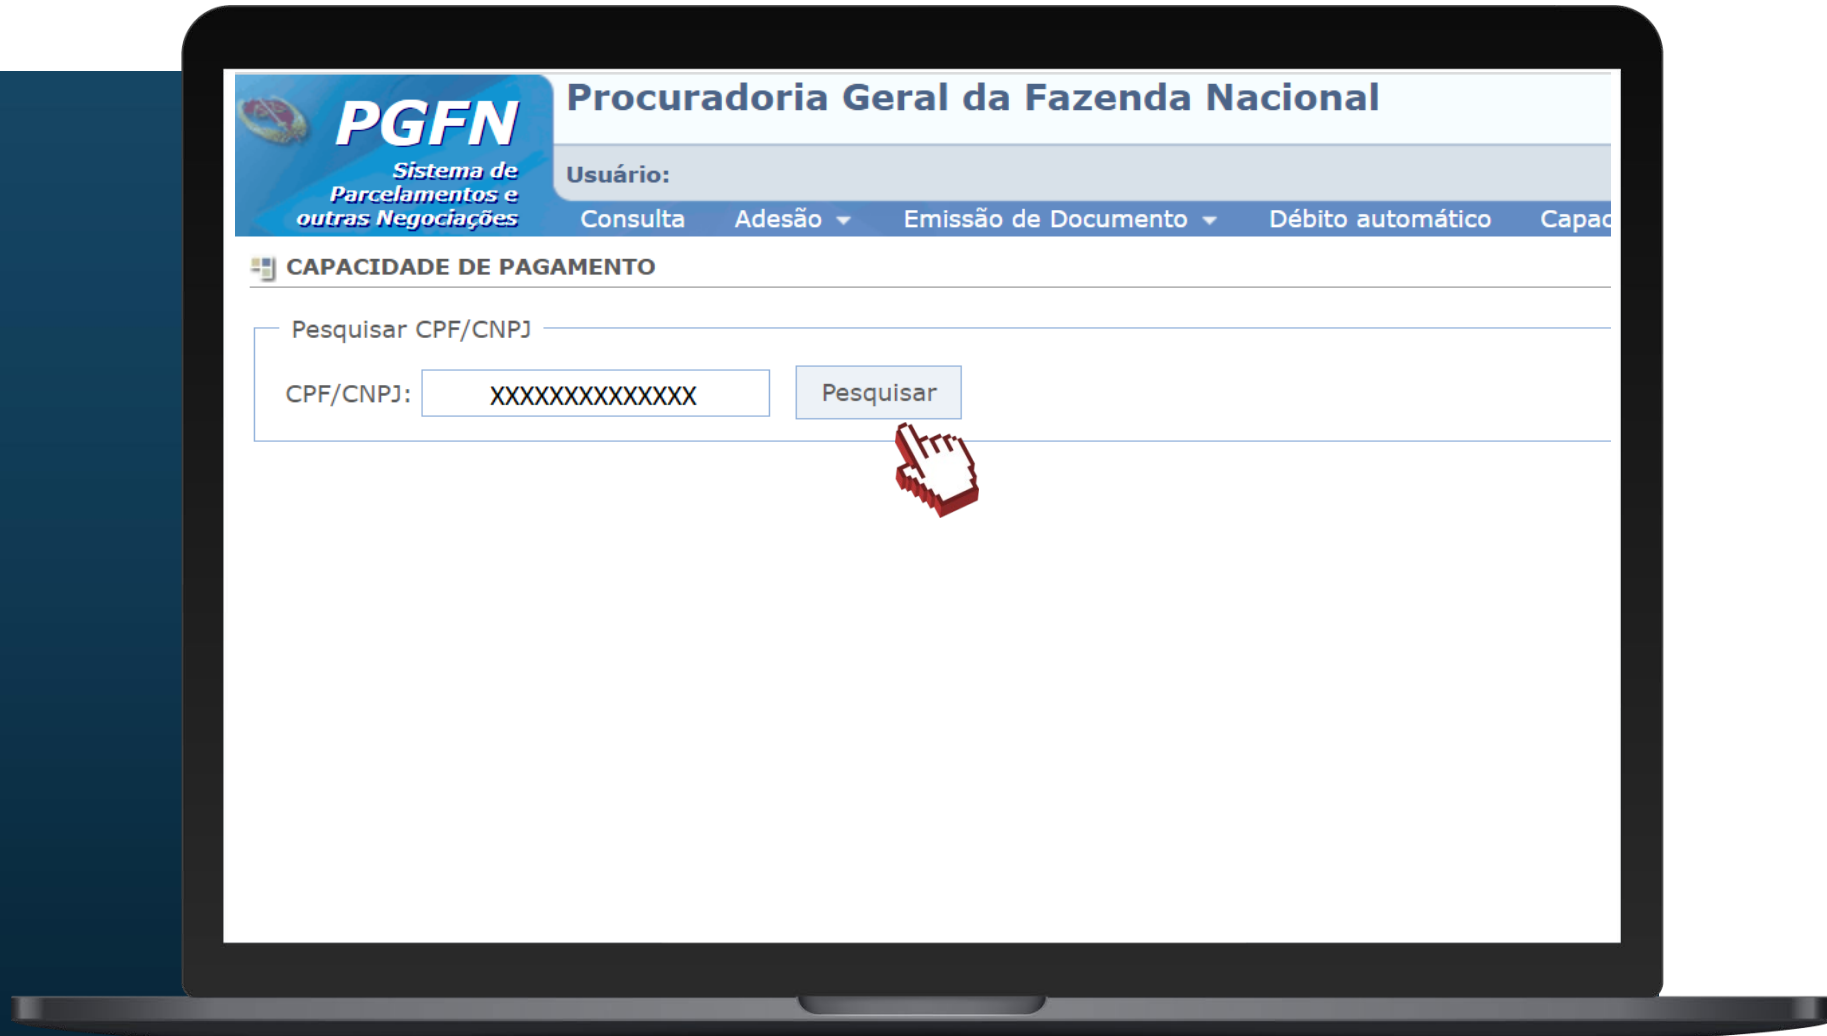 PGFN
Sistema de
Parcelamentos e
outras Negociações
Procuradoria Geral da Fazenda Nacional
Usuário:
Consulta Adesão Emissão de Documento Débito automático Capac
CAPACIDADE DE PAGAMENTO
Pesquisar CPF/CNPJ
CPF/CNPJ: XXXXXXXXXXXXXX Pesquisar